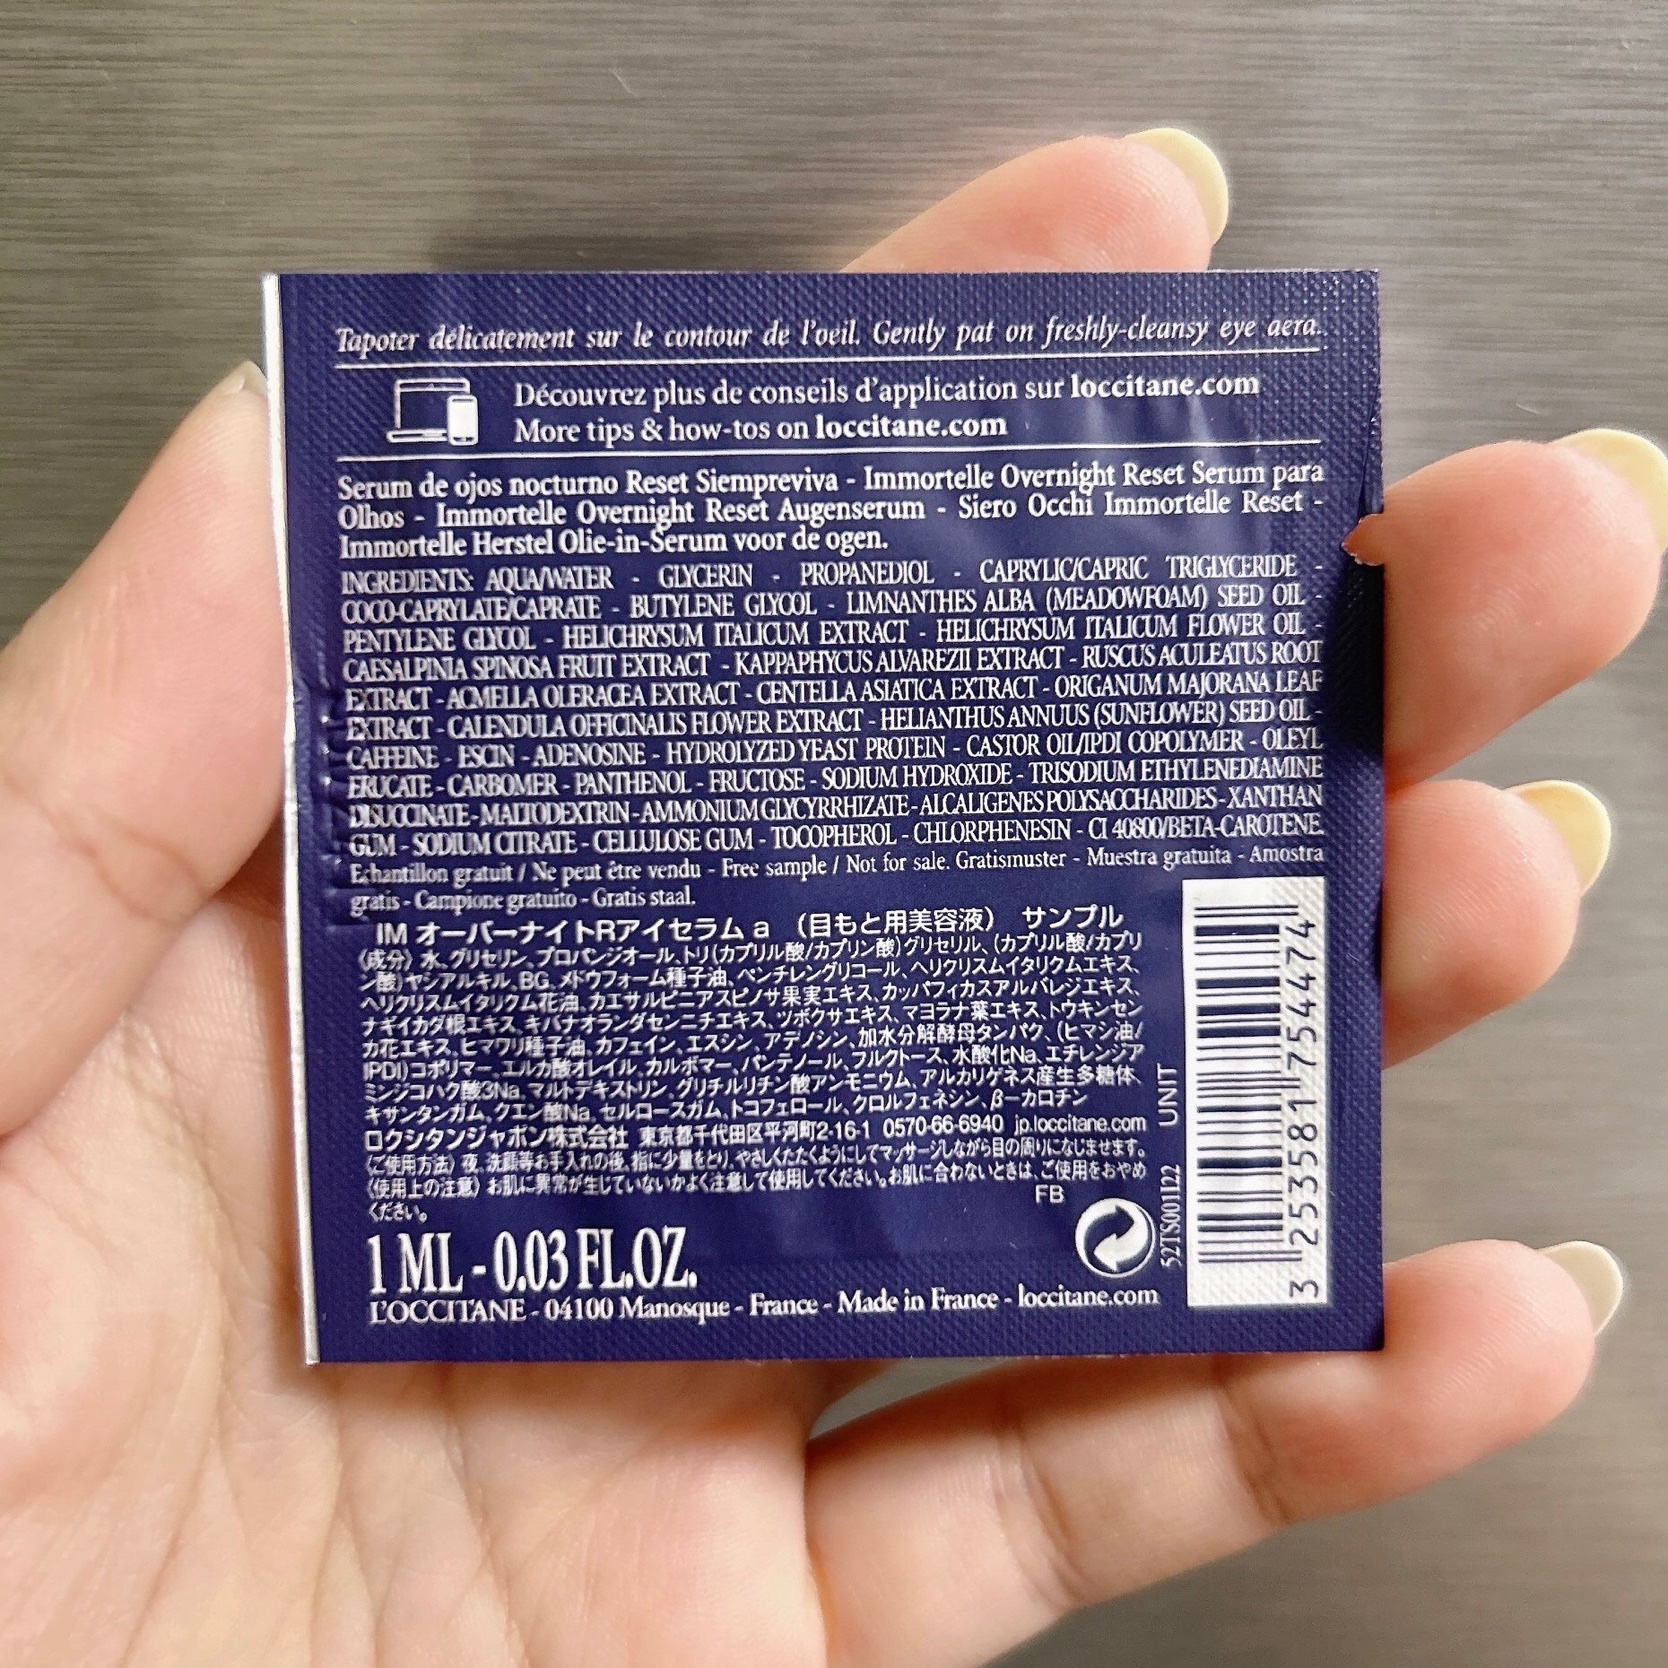 Tapoter délicatement sur le contour de l'oeil. Gently pat on freshly-cleansy eye aera.
Découvrez plus de conseils d'application sur loccitane.com
More tips & how-tos on loccitane.com
Serum de ojos nocturno Reset Siempreviva - Immortelle Overnight Reset Serum para
Olhos - Immortelle Overnight Reset Augenserum - Siero Occhi Immortelle Reset -
Immortelle Herstel Olie-in-Serum voor de ogen.
INGREDIENTS: AQUA/WATER - GLYCERIN - PROPANEDIOL - CAPRYLIC/CAPRIC TRIGLYCERIDE -
COCO-CAPRYLATE/CAPRATE - BUTYLENE GLYCOL - LIMNANTHES ALBA (MEADOWFOAM) SEED OIL -
PENTYLENE GLYCOL - HELICHRYSUM ITALICUM EXTRACT - HELICHRYSUM ITALICUM FLOWER OIL -
CAESALPINIA SPINOSA FRUIT EXTRACT - KAPPAPHYCUS ALVAREZII EXTRACT - RUSCUS ACULEATUS ROOT
EXTRACT - ACMELLA OLERACEA EXTRACT - CENTELLA ASIATICA EXTRACT - ORIGANUM MAJORANA LEAF
EXTRACT - CALENDULA OFFICINALIS FLOWER EXTRACT - HELIANTHUS ANNUUS (SUNFLOWER) SEED OIL -
CAFFEINE - ESCIN - ADENOSINE - HYDROLYZED YEAST PROTEIN - CASTOR OIL/IPDI COPOLYMER - OLEYL
ERUCATE - CARBOMER - PANTHENOL - FRUCTOSE - SODIUM HYDROXIDE - TRISODIUM ETHYLENEDIAMINE
DISUCCINATE - MALTODEXTRIN - AMMONIUM GLYCYRRHIZATE - ALCALIGENES POLYSACCHARIDES - XANTHAN
GUM - SODIUM CITRATE - CELLULOSE GUM - TOCOPHEROL - CHLORPHENESIN - CI 40800/BETA-CAROTENE.
Echantillon gratuit / Ne peut être vendu - Free sample / Not for sale. Gratismuster - Muestra gratuita - Amostra
gratis - Campione gratuito - Gratis staal.
IM オーバーナイトRアイセラム a （目もと用美容液） サンプル
〈成分〉水、グリセリン、プロパンジオール、トリ(カプリル酸/カプリン酸)グリセリル、(カプリル酸/カプリ
ン酸)ヤシアルキル、BG、メドウフォーム種子油、ペンチレングリコール、ヘリクリスムイタリクムエキス、
ヘリクリスムイタリクム花油、カエサルピニアスピノサ果実エキス、カッパフィカスアルバレジエキス、
ナギイカダ根エキス、キバナオランダセンニチエキス、ツボクサエキス、マヨラナ葉エキス、トウキンセン
カ花エキス、ヒマワリ種子油、カフェイン、エスシン、アデノシン、加水分解酵母タンパク、(ヒマシ油/
IPDI)コポリマー、エルカ酸オレイル、カルボマー、パンテノール、フルクトース、水酸化Na、エチレンジア
ミンジコハク酸3Na、マルトデキストリン、グリチルリチン酸アンモニウム、アルカリゲネス産生多糖体、
キサンタンガム、クエン酸Na、セルロースガム、トコフェロール、クロルフェネシン、β-カロチン
ロクシタンジャポン株式会社 東京都千代田区平河町2-16-1 0570-66-6940 jp.loccitane.com
〈ご使用方法〉夜、洗顔等お手入れの後、指に少量をとり、やさしくたたくようにしてマッサージしながら目の周りになじませます。
〈使用上の注意〉お肌に異常が生じていないかよく注意して使用してください。お肌に合わないときは、ご使用をおやめ
ください。
FB
1 ML - 0.03 FL.OZ.
L'OCCITANE - 04100 Manosque - France - Made in France - loccitane.com
52TS001122
UNIT
3 253581 754474